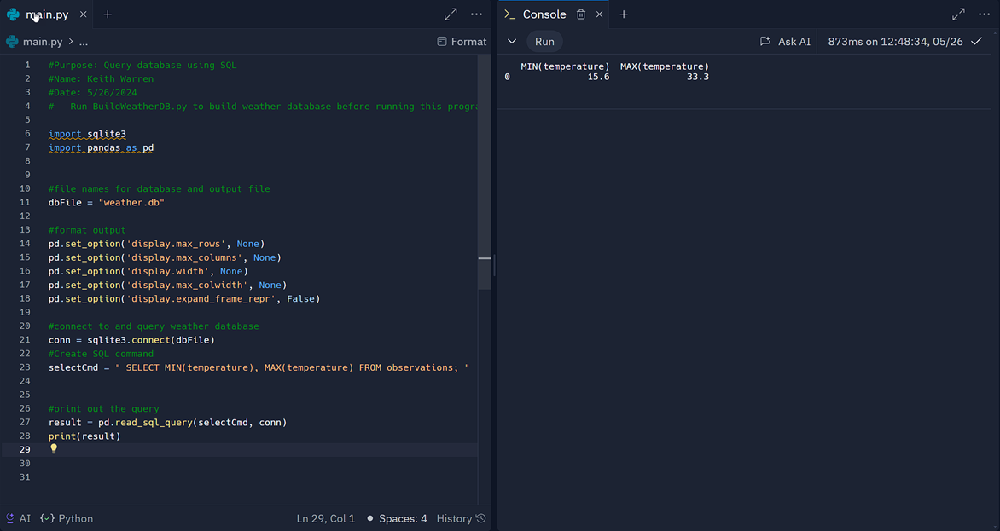 main.py
main.py > ...
Format
1 #Purpose: Query database using SQL
2 #Name: Keith Warren
3 #Date: 5/26/2024
4 #   Run BuildWeatherDB.py to build weather database before running this progra
5
6 import sqlite3
7 import pandas as pd
8
9
10 #file names for database and output file
11 dbFile = "weather.db"
12
13 #format output
14 pd.set_option('display.max_rows', None)
15 pd.set_option('display.max_columns', None)
16 pd.set_option('display.width', None)
17 pd.set_option('display.max_colwidth', None)
18 pd.set_option('display.expand_frame_repr', False)
19
20 #connect to and query weather database
21 conn = sqlite3.connect(dbFile)
22 #Create SQL command
23 selectCmd = " SELECT MIN(temperature), MAX(temperature) FROM observations; "
24
25
26 #print out the query
27 result = pd.read_sql_query(selectCmd, conn)
28 print(result)
29
30
31
AI {✓} Python Ln 29, Col 1 ● Spaces: 4 History
>_ Console
Run Ask AI 873ms on 12:48:34, 05/26
MIN(temperature) MAX(temperature)
0 15.6 33.3